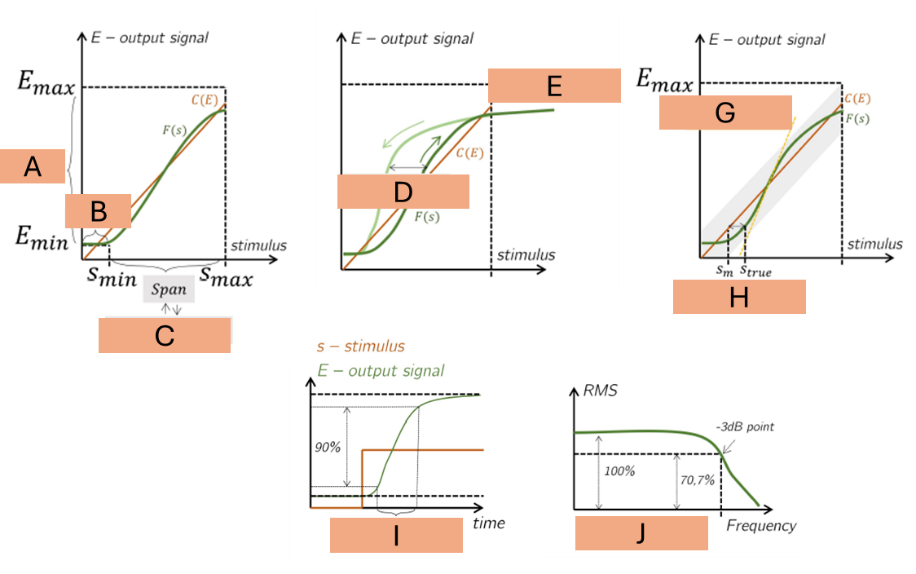 E – output signal
E_max
C(E)
F(s)
A
B
E_min
stimulus
s_min
s_max
Span
C
E – output signal
E
C(E)
D
F(s)
stimulus
E – output signal
E_max
C(E)
G
F(s)
stimulus
s_m s_true
H
s – stimulus
E – output signal
90%
time
I
RMS
-3dB point
100%
70,7%
Frequency
J